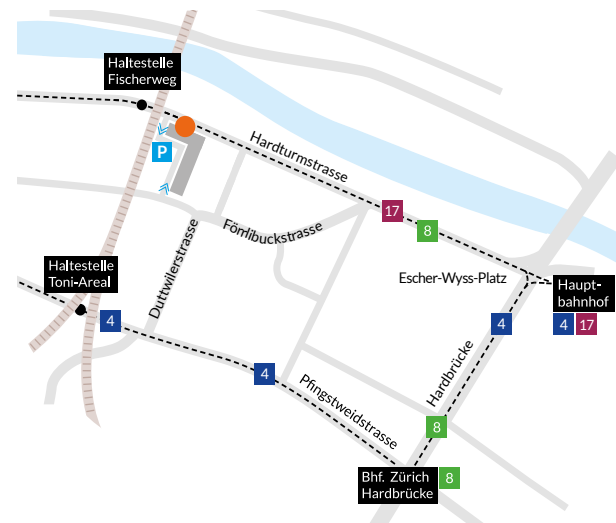 Haltestelle
Fischerweg
P
Hardturmstrasse
17
8
Förrlibuckstrasse
Duttwilerstrasse
Haltestelle
Toni-Areal
4
Escher-Wyss-Platz
Haupt-
bahnhof
4 17
4
Hardbrücke
4
Pfingstweidstrasse
8
Bhf. Zürich
Hardbrücke
8